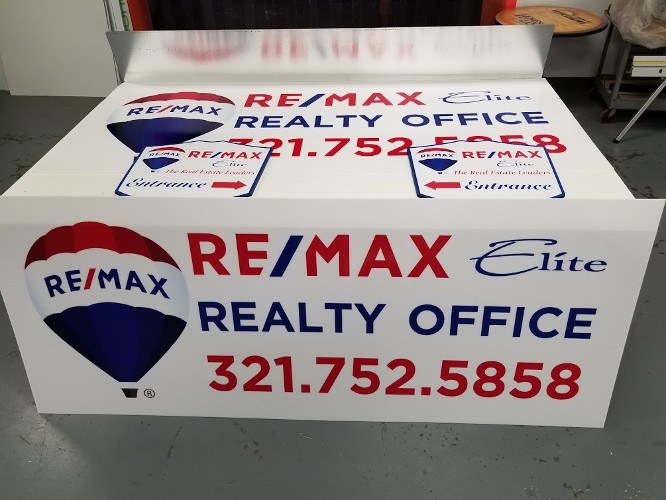 RE/MAX
RE/MAX Elite
REALTY OFFICE
321.752.5858
RE/MAX
RE/MAX
Elite
The Real Estate Leaders
Entrance
RE/MAX
RE/MAX
Elite
The Real Estate Leaders
Entrance
RE/MAX
RE/MAX Elite
REALTY OFFICE
321.752.5858
®